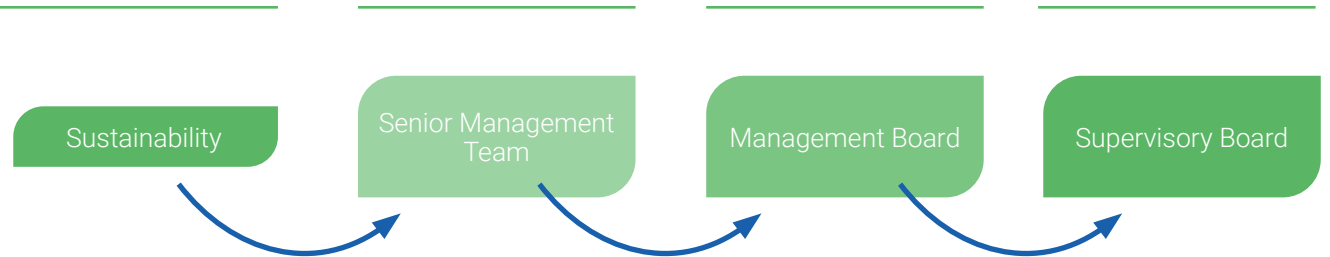 Sustainability
Senior Management
Team
Management Board
Supervisory Board